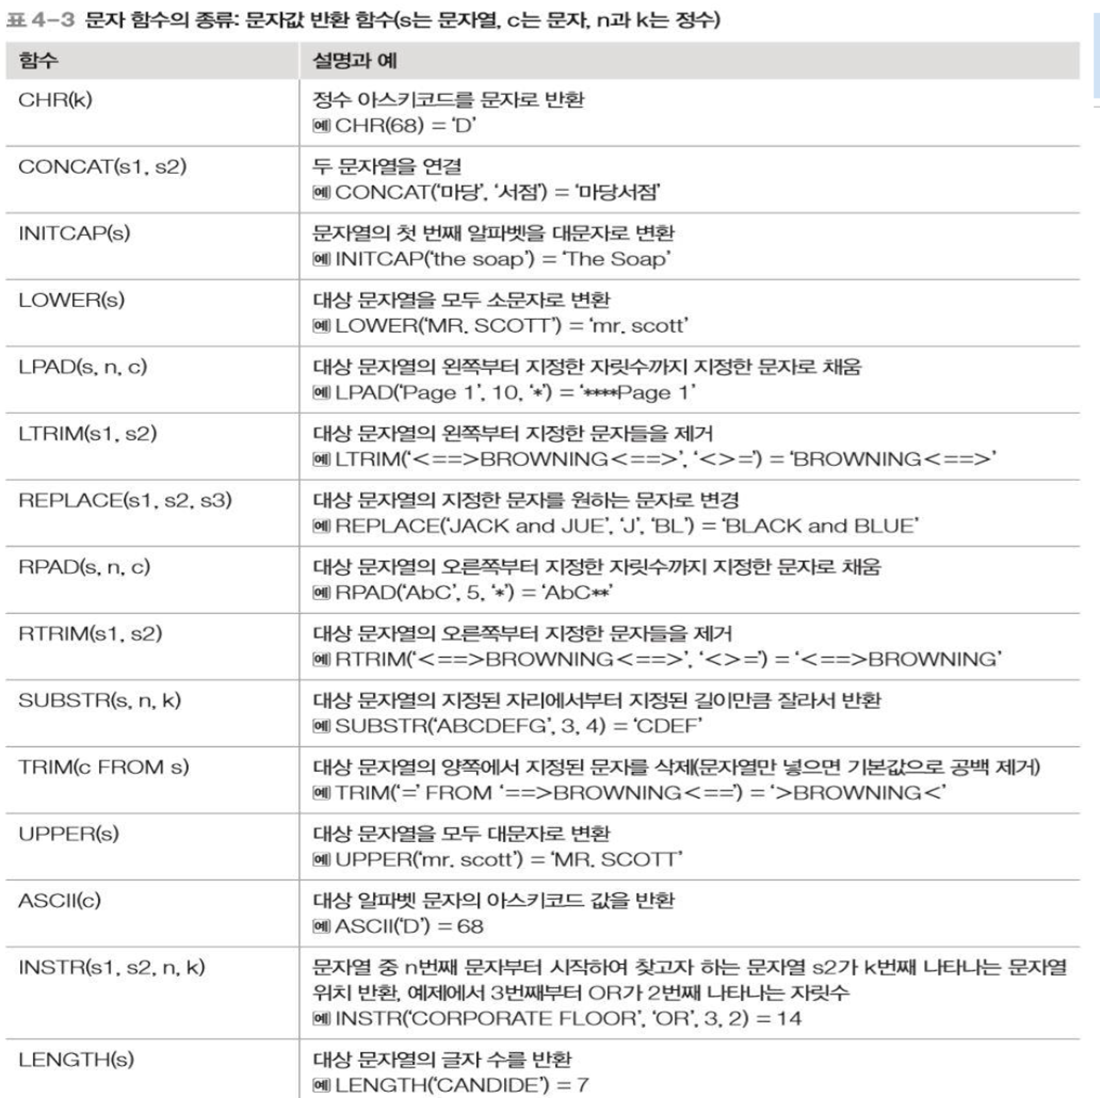 표 4-3 문자 함수의 종류: 문자값 반환 함수(s는 문자열, c는 문자, n과 k는 정수)
함수 설명과 예
CHR(k) 정수 아스키코드를 문자로 반환
예 CHR(68) = 'D'
CONCAT(s1, s2) 두 문자열을 연결
예 CONCAT('마당', '서점') = '마당서점'
INITCAP(s) 문자열의 첫 번째 알파벳을 대문자로 변환
예 INITCAP('the soap') = 'The Soap'
LOWER(s) 대상 문자열을 모두 소문자로 변환
예 LOWER('MR. SCOTT') = 'mr. scott'
LPAD(s, n, c) 대상 문자열의 왼쪽부터 지정한 자릿수까지 지정한 문자로 채움
예 LPAD('Page 1', 10, '*') = '****Page 1'
LTRIM(s1, s2) 대상 문자열의 왼쪽부터 지정한 문자들을 제거
예 LTRIM('<==>BROWNING<==>', '<>=') = 'BROWNING<==>'
REPLACE(s1, s2, s3) 대상 문자열의 지정한 문자를 원하는 문자로 변경
예 REPLACE('JACK and JUE', 'J', 'BL') = 'BLACK and BLUE'
RPAD(s, n, c) 대상 문자열의 오른쪽부터 지정한 자릿수까지 지정한 문자로 채움
예 RPAD('AbC', 5, '*') = 'AbC**'
RTRIM(s1, s2) 대상 문자열의 오른쪽부터 지정한 문자들을 제거
예 RTRIM('<==>BROWNING<==>', '<>=') = '<==>BROWNING'
SUBSTR(s, n, k) 대상 문자열의 지정된 자리에서부터 지정된 길이만큼 잘라서 반환
예 SUBSTR('ABCDEFG', 3, 4) = 'CDEF'
TRIM(c FROM s) 대상 문자열의 양쪽에서 지정된 문자를 삭제(문자열만 넣으면 기본값으로 공백 제거)
예 TRIM('=' FROM '==>BROWNING<==') = '>BROWNING<'
UPPER(s) 대상 문자열을 모두 대문자로 변환
예 UPPER('mr. scott') = 'MR. SCOTT'
ASCII(c) 대상 알파벳 문자의 아스키코드 값을 반환
예 ASCII('D') = 68
INSTR(s1, s2, n, k) 문자열 중 n번째 문자부터 시작하여 찾고자 하는 문자열 s2가 k번째 나타나는 문자열
위치 반환, 예제에서 3번째부터 OR가 2번째 나타나는 자릿수
예 INSTR('CORPORATE FLOOR', 'OR', 3, 2) = 14
LENGTH(s) 대상 문자열의 글자 수를 반환
예 LENGTH('CANDIDE') = 7